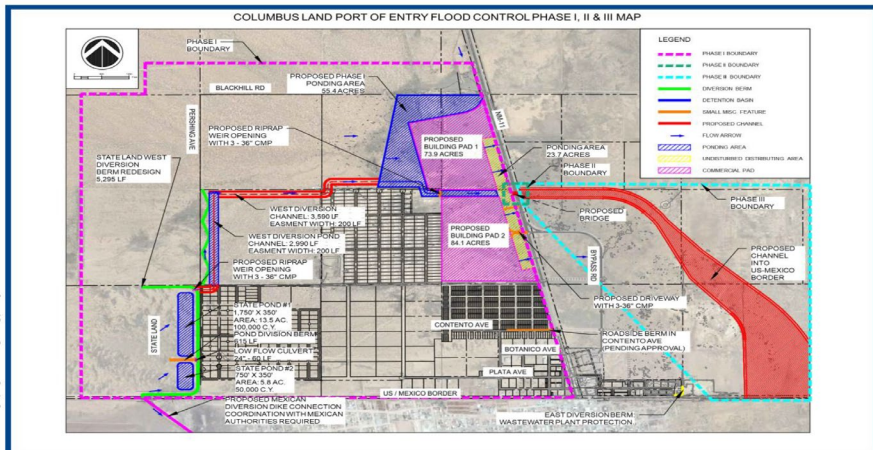 COLUMBUS LAND PORT OF ENTRY FLOOD CONTROL PHASE I, II & III MAP
PHASE I
BOUNDARY
BLACKHILL RD
PERSHING AVE
PROPOSED PHASE I
PONDING AREA
55.4 ACRES
PROPOSED RIPRAP
WEIR OPENING
WITH 3 - 36" CMP
STATE LAND WEST
DIVERSION
BERM REDESIGN
5,295 LF
PROPOSED
BUILDING PAD 1
73.9 ACRES
NM-11
PONDING AREA
23.7 ACRES
PHASE II
BOUNDARY
LEGEND
PHASE I BOUNDARY
PHASE II BOUNDARY
PHASE III BOUNDARY
DIVERSION BERM
DETENTION BASIN
SMALL MISC. FEATURE
PROPOSED CHANNEL
FLOW ARROW
PONDING AREA
UNDISTURBED DISTRIBUTING AREA
COMMERCIAL PAD
PHASE III
BOUNDARY
WEST DIVERSION
CHANNEL: 3,590 LF
EASMENT WIDTH: 200 LF
WEST DIVERSION POND
CHANNEL: 2,990 LF
EASMENT WIDTH: 200 LF
PROPOSED RIPRAP
WEIR OPENING
WITH 3 - 36" CMP
PROPOSED
BUILDING PAD 2
84.1 ACRES
PROPOSED
BRIDGE
BYPASS RD
PROPOSED
CHANNEL
INTO
US-MEXICO
BORDER
PROPOSED DRIVEWAY
WITH 3-36" CMP
STATE LAND
STATE POND #1
1,750' X 350'
AREA: 13.5 AC.
100,000 C.Y.
POND DIVISION BERM
615 LF
LOW FLOW CULVERT
24" - 60 LF
STATE POND #2
750' X 350'
AREA: 5.8 AC.
50,000 C.Y.
CONTENTO AVE
BOTANICO AVE
PLATA AVE
ROADSIDE BERM IN
CONTENTO AVE
(PENDING APPROVAL)
US / MEXICO BORDER
PROPOSED MEXICAN
DIVERSION DIKE CONNECTION
COORDINATION WITH MEXICAN
AUTHORITIES REQUIRED
EAST DIVERSION BERM
WASTEWATER PLANT PROTECTION